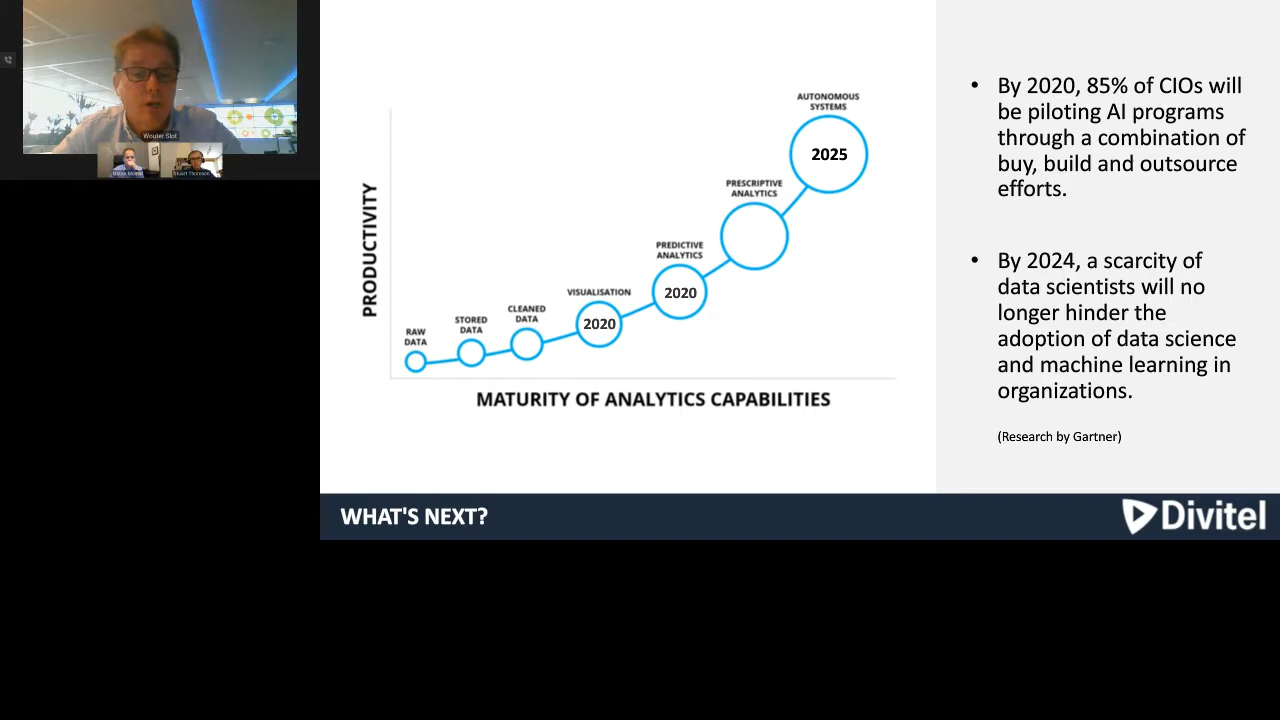 Wouter Slot
Stuart Thomson
AUTONOMOUS
SYSTEMS
2025
PRESCRIPTIVE
ANALYTICS
PREDICTIVE
ANALYTICS
2020
VISUALISATION
2020
CLEANED
DATA
STORED
DATA
RAW
DATA
PRODUCTIVITY
MATURITY OF ANALYTICS CAPABILITIES
• By 2020, 85% of CIOs will
be piloting AI programs
through a combination of
buy, build and outsource
efforts.
• By 2024, a scarcity of
data scientists will no
longer hinder the
adoption of data science
and machine learning in
organizations.
(Research by Gartner)
WHAT'S NEXT?
Divitel